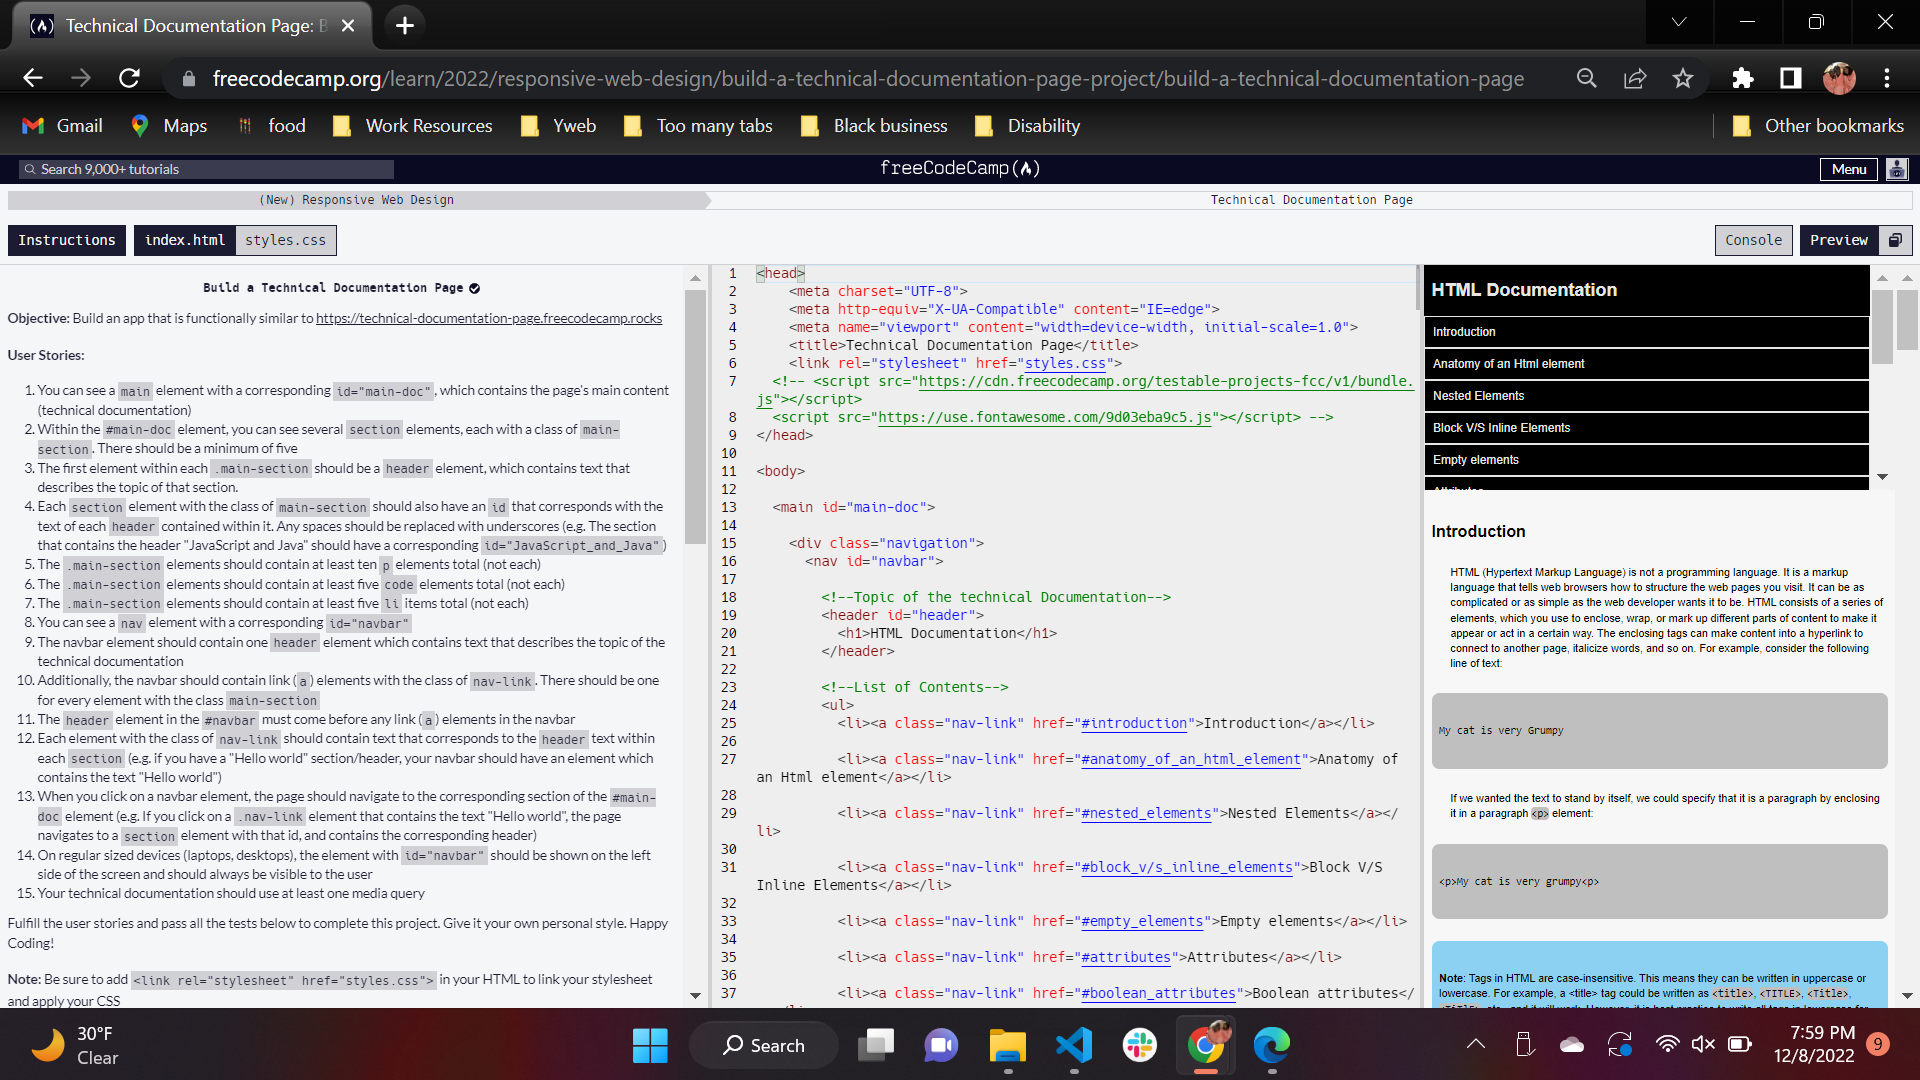 Technical Documentation Page: B
freecodecamp.org/learn/2022/responsive-web-design/build-a-technical-documentation-page-project/build-a-technical-documentation-page
Gmail Maps food Work Resources Yweb Too many tabs Black business Disability Other bookmarks
Search 9,000+ tutorials
freeCodeCamp
Menu
(New) Responsive Web Design
Technical Documentation Page
Instructions index.html styles.css
Console Preview
Build a Technical Documentation Page
Objective: Build an app that is functionally similar to https://technical-documentation-page.freecodecamp.rocks
User Stories:
1. You can see a main element with a corresponding id="main-doc", which contains the page's main content
(technical documentation)
2. Within the #main-doc element, you can see several section elements, each with a class of main-
section. There should be a minimum of five
3. The first element within each .main-section should be a header element, which contains text that
describes the topic of that section.
4. Each section element with the class of main-section should also have an id that corresponds with the
text of each header contained within it. Any spaces should be replaced with underscores (e.g. The section
that contains the header "JavaScript and Java" should have a corresponding id="JavaScript_and_Java")
5. The .main-section elements should contain at least ten p elements total (not each)
6. The .main-section elements should contain at least five code elements total (not each)
7. The .main-section elements should contain at least five li items total (not each)
8. You can see a nav element with a corresponding id="navbar"
9. The navbar element should contain one header element which contains text that describes the topic of the
technical documentation
10. Additionally, the navbar should contain link (a) elements with the class of nav-link. There should be one
for every element with the class main-section
11. The header element in the #navbar must come before any link (a) elements in the navbar
12. Each element with the class of nav-link should contain text that corresponds to the header text within
each section (e.g. if you have a "Hello world" section/header, your navbar should have an element which
contains the text "Hello world")
13. When you click on a navbar element, the page should navigate to the corresponding section of the #main-
doc element (e.g. If you click on a .nav-link element that contains the text "Hello world", the page
navigates to a section element with that id, and contains the corresponding header)
14. On regular sized devices (laptops, desktops), the element with id="navbar" should be shown on the left
side of the screen and should always be visible to the user
15. Your technical documentation should use at least one media query
Fulfill the user stories and pass all the tests below to complete this project. Give it your own personal style. Happy
Coding!
Note: Be sure to add <link rel="stylesheet" href="styles.css"> in your HTML to link your stylesheet
and apply your CSS
1 <head>
2 <meta charset="UTF-8">
3 <meta http-equiv="X-UA-Compatible" content="IE=edge">
4 <meta name="viewport" content="width=device-width, initial-scale=1.0">
5 <title>Technical Documentation Page</title>
6 <link rel="stylesheet" href="styles.css">
7 <!-- <script src="https://cdn.freecodecamp.org/testable-projects-fcc/v1/bundle.
js"></script>
8 <script src="https://use.fontawesome.com/9d03eba9c5.js"></script> -->
9 </head>
10
11 <body>
12
13 <main id="main-doc">
14
15 <div class="navigation">
16 <nav id="navbar">
17
18 <!--Topic of the technical Documentation-->
19 <header id="header">
20 <h1>HTML Documentation</h1>
21 </header>
22
23 <!--List of Contents-->
24 <ul>
25 <li><a class="nav-link" href="#introduction">Introduction</a></li>
26
27 <li><a class="nav-link" href="#anatomy_of_an_html_element">Anatomy of
an Html element</a></li>
28
29 <li><a class="nav-link" href="#nested_elements">Nested Elements</a></
li>
30
31 <li><a class="nav-link" href="#block_v/s_inline_elements">Block V/S
Inline Elements</a></li>
32
33 <li><a class="nav-link" href="#empty_elements">Empty elements</a></li>
34
35 <li><a class="nav-link" href="#attributes">Attributes</a></li>
36
37 <li><a class="nav-link" href="#boolean_attributes">Boolean attributes</
HTML Documentation
Introduction
Anatomy of an Html element
Nested Elements
Block V/S Inline Elements
Empty elements
Introduction
HTML (Hypertext Markup Language) is not a programming language. It is a markup
language that tells web browsers how to structure the web pages you visit. It can be as
complicated or as simple as the web developer wants it to be. HTML consists of a series of
elements, which you use to enclose, wrap, or mark up different parts of content to make it
appear or act in a certain way. The enclosing tags can make content into a hyperlink to
connect to another page, italicize words, and so on. For example, consider the following
line of text:
My cat is very Grumpy
If we wanted the text to stand by itself, we could specify that it is a paragraph by enclosing
it in a paragraph <p> element:
<p>My cat is very grumpy<p>
Note: Tags in HTML are case-insensitive. This means they can be written in uppercase or
lowercase. For example, a <title> tag could be written as <title>, <TITLE>, <Title>,
30°F
Clear
Search
7:59 PM
12/8/2022
9